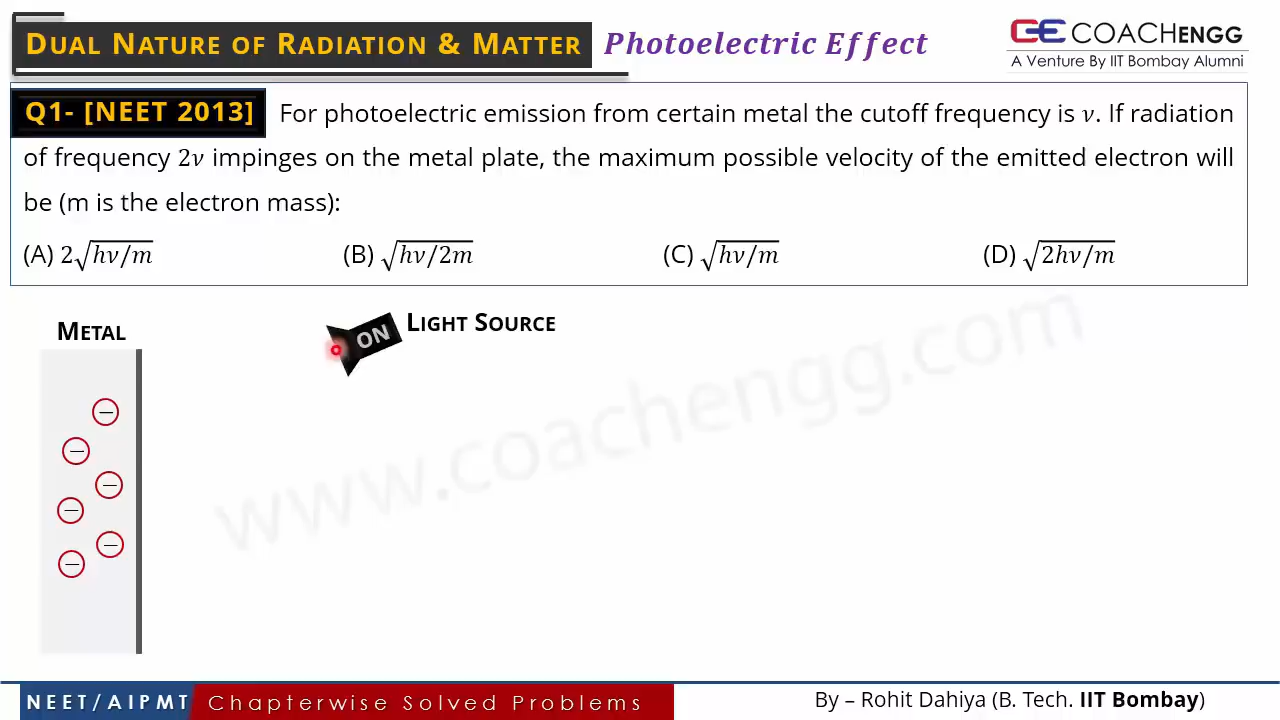 DUAL NATURE OF RADIATION & MATTER Photoelectric Effect
CE COACHENGG
A Venture By IIT Bombay Alumni
Q1- [NEET 2013] For photoelectric emission from certain metal the cutoff frequency is ν. If radiation
of frequency 2ν impinges on the metal plate, the maximum possible velocity of the emitted electron will
be (m is the electron mass):
(A) 2√hν/m (B) √hν/2m (C) √hν/m (D) √2hν/m
METAL
ON LIGHT SOURCE
www.coachengg.com
NEET/AIPMT Chapterwise Solved Problems By – Rohit Dahiya (B. Tech. IIT Bombay)